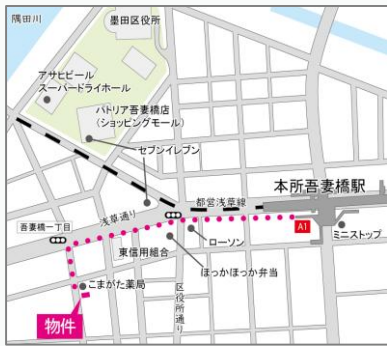 隅田川
墨田区役所
アサヒビール
スーパードライホール
パトリア吾妻橋店
(ショッピングモール)
セブンイレブン
本所吾妻橋駅
都営浅草線
浅草通り
吾妻橋一丁目
A1
ローソン
ミニストップ
東信用組合
ほっかほっか弁当
区役所通り
こまがた薬局
物件